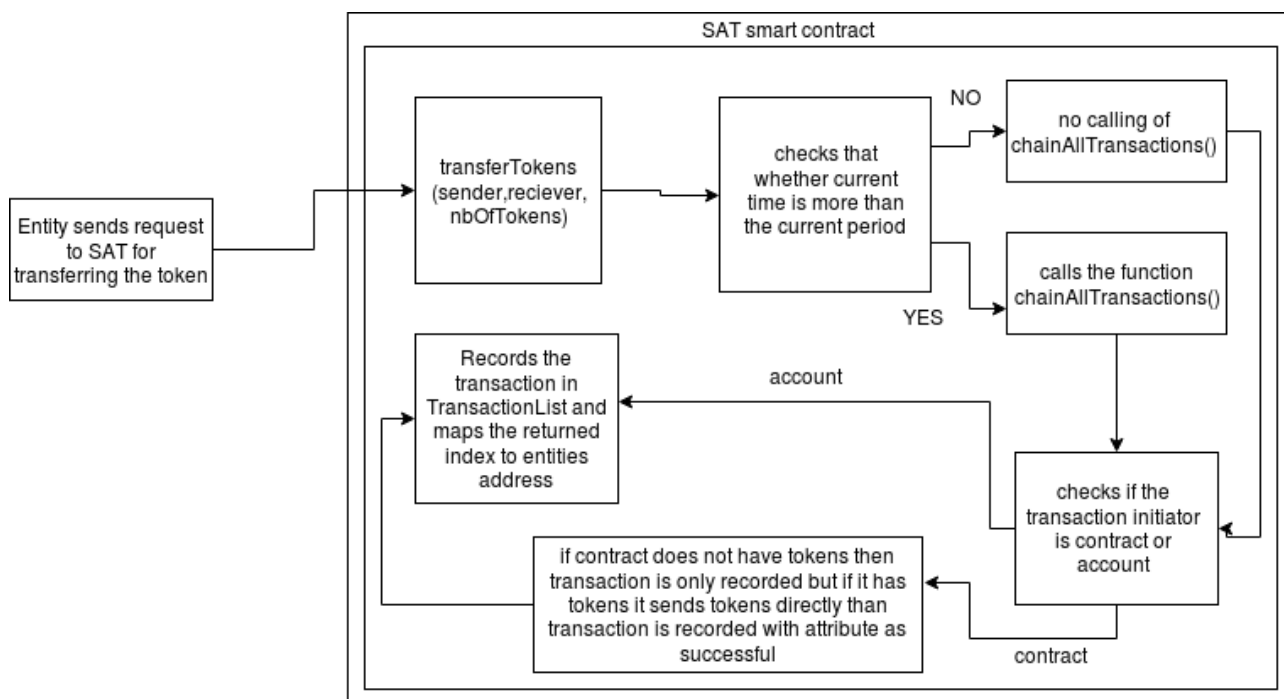 SAT smart contract
Entity sends request
to SAT for
transferring the token
transferTokens
(sender,reciever,
nbOfTokens)
checks that
whether current
time is more than
the current period
NO
no calling of
chainAllTransactions()
YES
calls the function
chainAllTransactions()
checks if the
transaction initiator
is contract or
account
account
contract
if contract does not have tokens then
transaction is only recorded but if it has
tokens it sends tokens directly than
transaction is recorded with attribute as
successful
Records the
transaction in
TransactionList and
maps the returned
index to entities
address